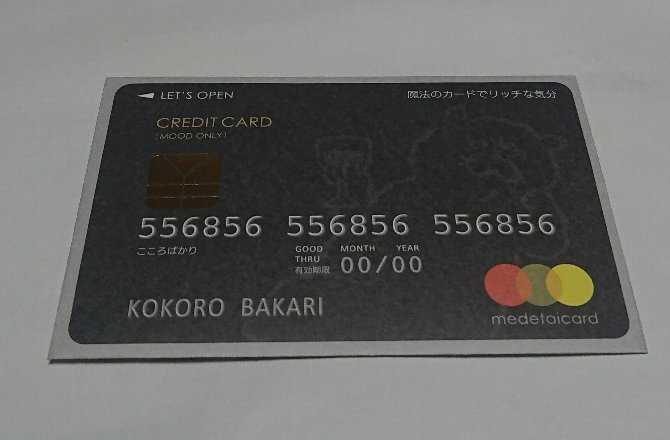 LET'S OPEN
魔法のカードでリッチな気分
CREDIT CARD
(MOOD ONLY)
556856 556856 556856
こころばかり
GOOD THRU MONTH YEAR
有効期限 00/00
KOKORO BAKARI
medetaicard